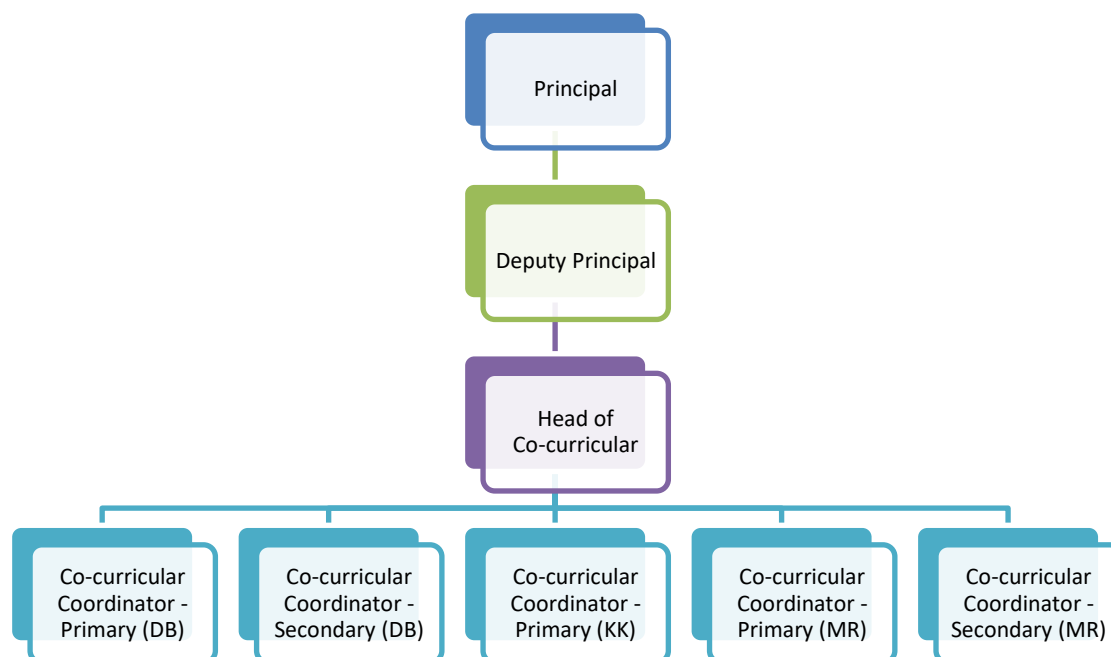 Principal
Deputy Principal
Head of
Co-curricular
Co-curricular
Coordinator -
Primary (DB)
Co-curricular
Coordinator -
Secondary (DB)
Co-curricular
Coordinator -
Primary (KK)
Co-curricular
Coordinator -
Primary (MR)
Co-curricular
Coordinator -
Secondary (MR)